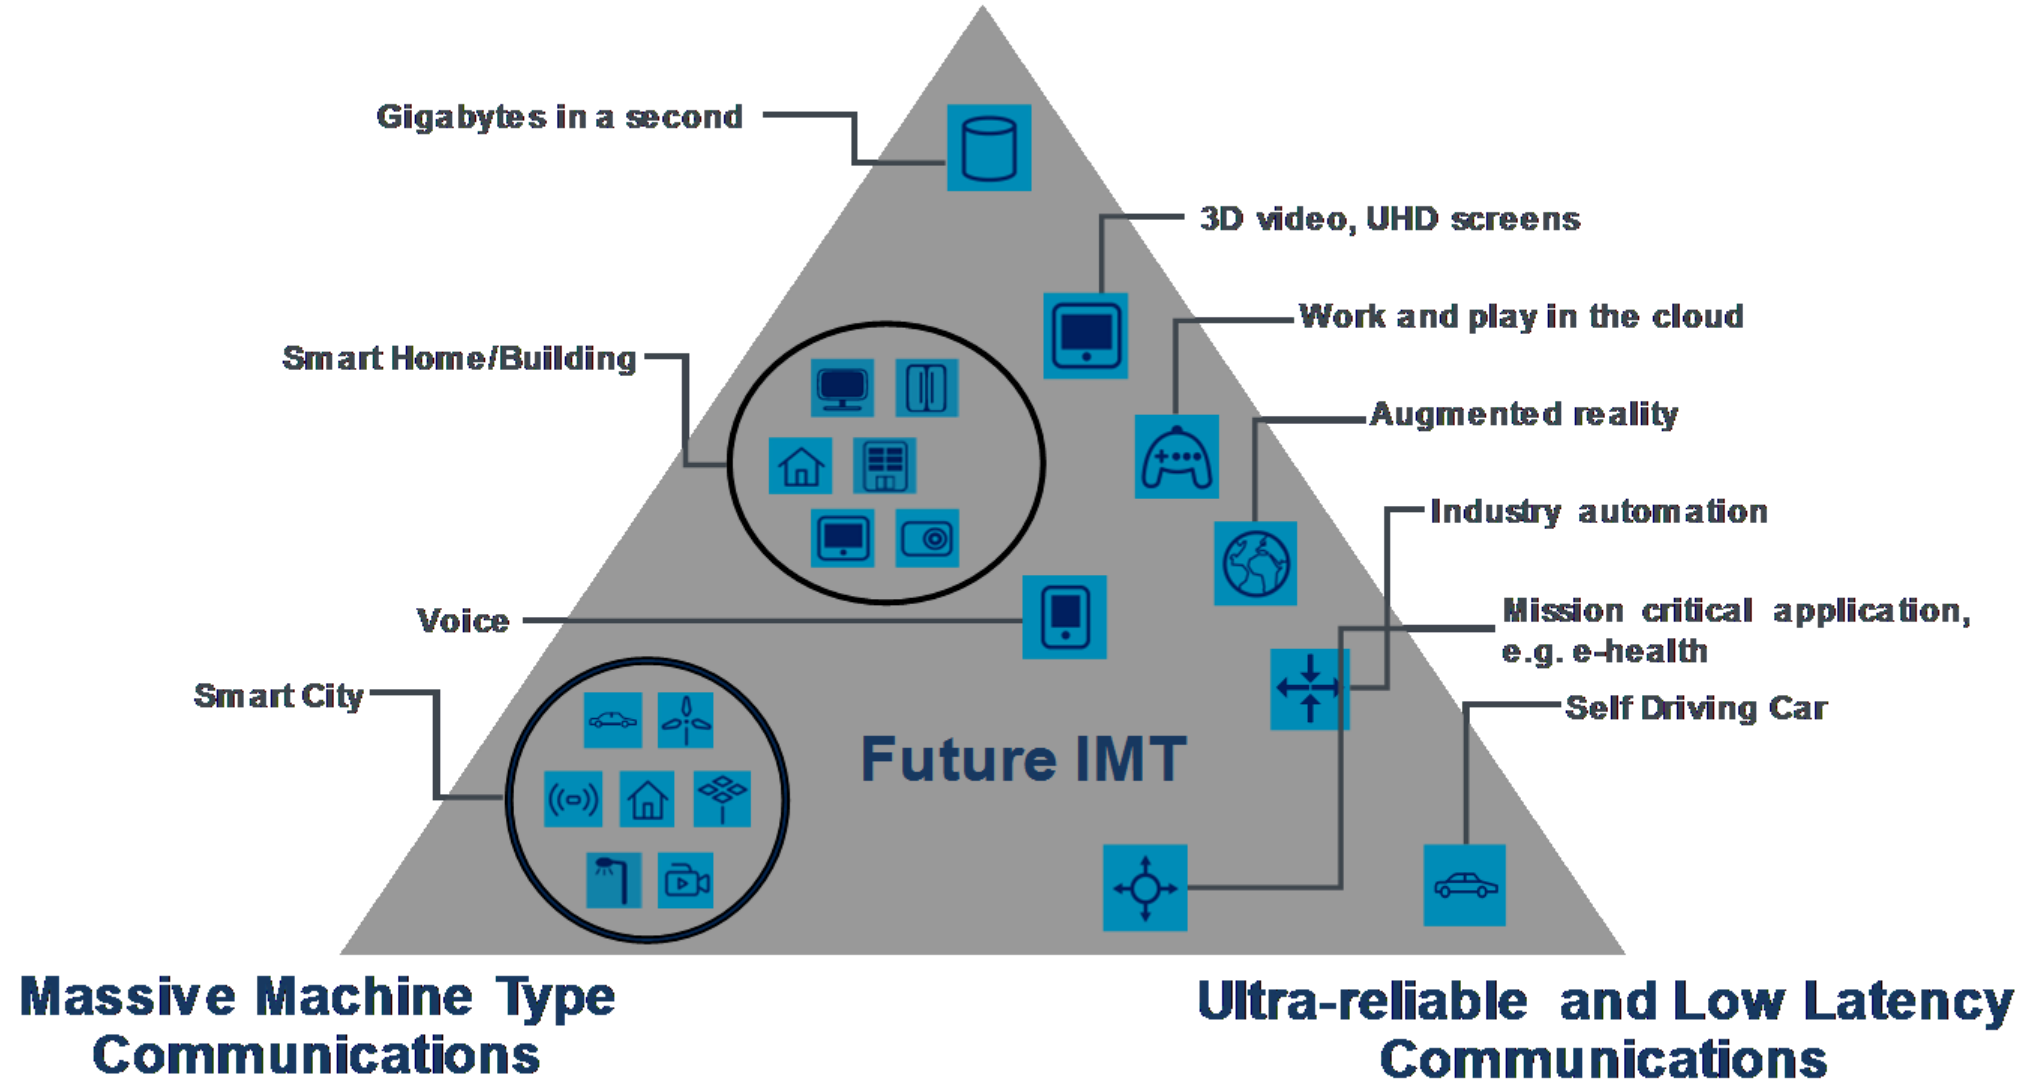 Gigabytes in a second
3D video, UHD screens
Work and play in the cloud
Smart Home/Building
Augmented reality
Industry automation
Mission critical application,
e.g. e-health
Voice
Smart City
Self Driving Car
Future IMT
Massive Machine Type
Communications
Ultra-reliable and Low Latency
Communications